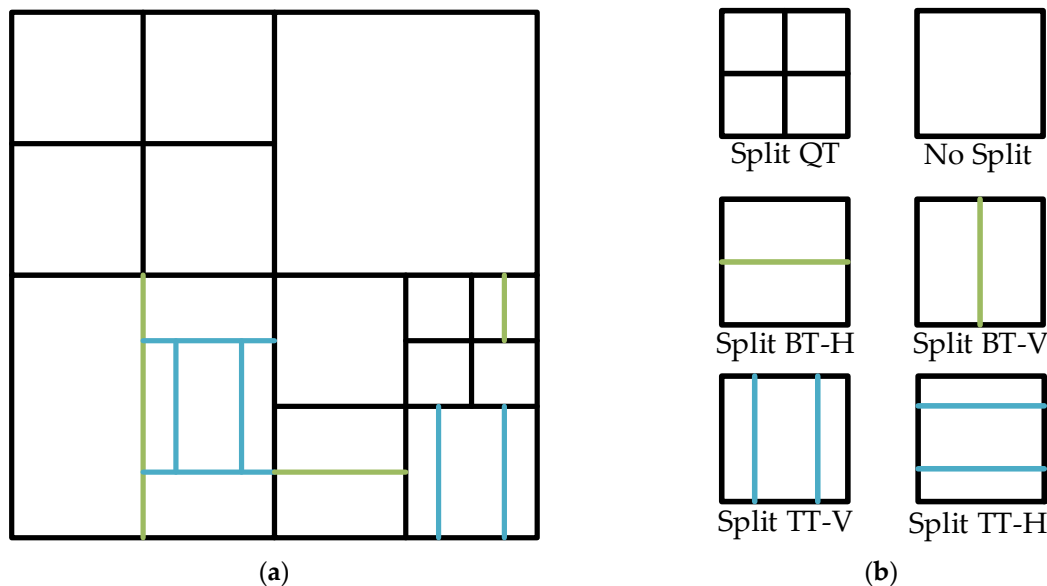 Split QT
No Split
Split BT-H
Split BT-V
Split TT-V
Split TT-H
(a)
(b)